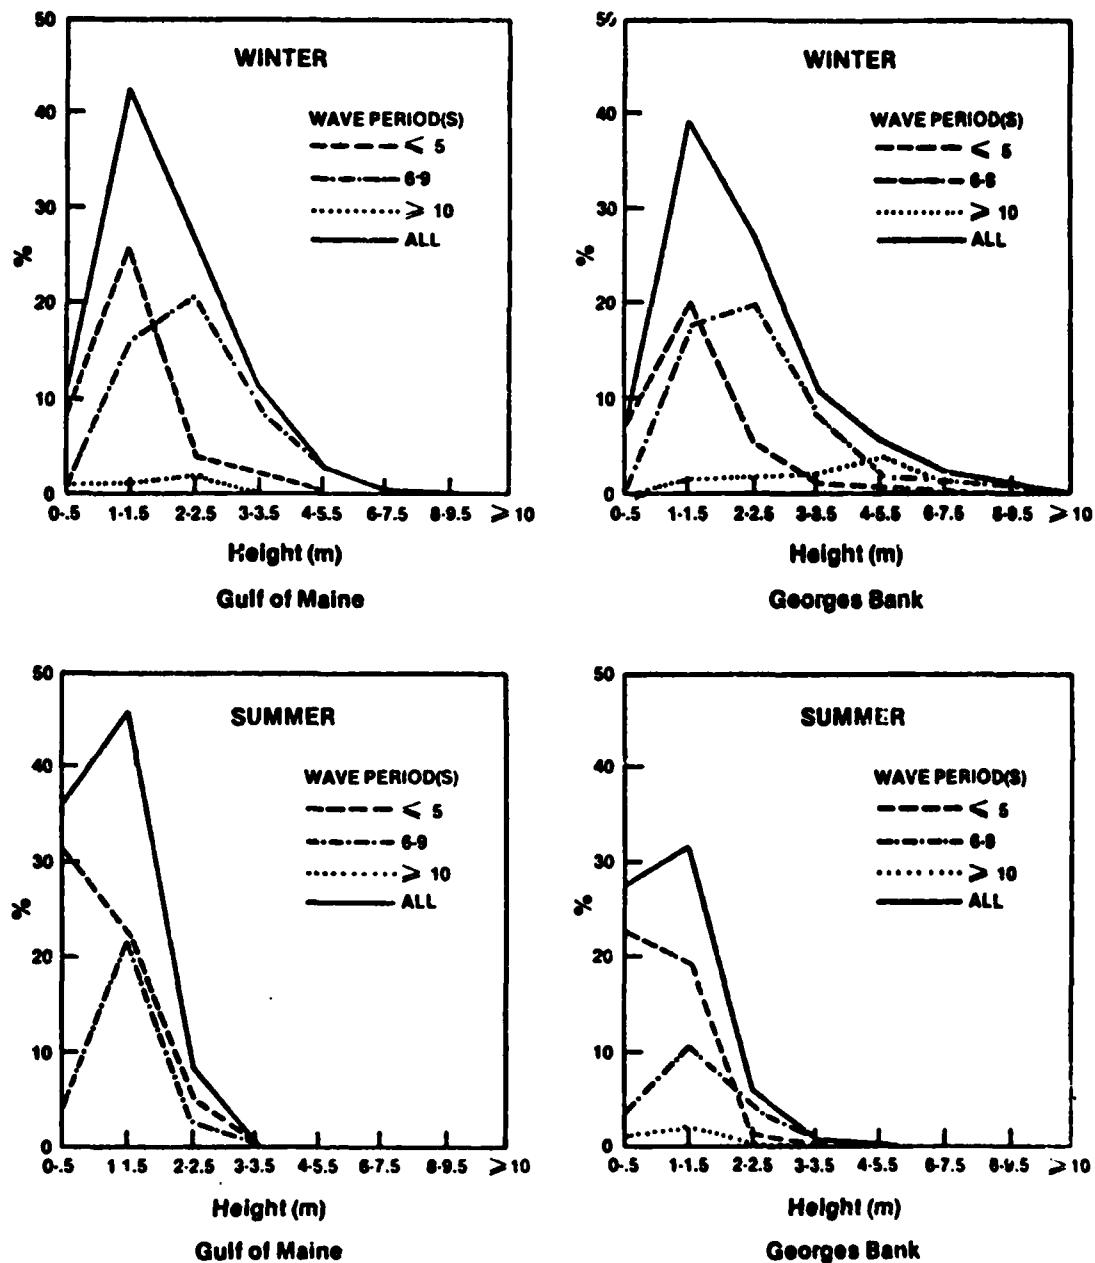 50
WINTER
WAVE PERIOD(S)
40
≤ 5
6-9
30
≥ 10
ALL
%
20
10
0
0-.5 1-1.5 2-2.5 3-3.5 4-5.5 6-7.5 8-9.5 ≥ 10
Height (m)
Gulf of Maine
50
WINTER
WAVE PERIOD(S)
40
≤ 5
6-8
30
≥ 10
ALL
%
20
10
0
0-.5 1-1.5 2-2.5 3-3.5 4-5.5 6-7.5 8-9.5 ≥ 10
Height (m)
Georges Bank
50
SUMMER
WAVE PERIOD(S)
40
≤ 5
6-9
30
≥ 10
ALL
%
20
10
0
0-.5 1-1.5 2-2.5 3-3.5 4-5.5 6-7.5 8-9.5 ≥ 10
Height (m)
Gulf of Maine
50
SUMMER
WAVE PERIOD(S)
40
≤ 5
6-8
30
≥ 10
ALL
%
20
10
0
0-.5 1-1.5 2-2.5 3-3.5 4-5.5 6-7.5 8-9.5 ≥ 10
Height (m)
Georges Bank